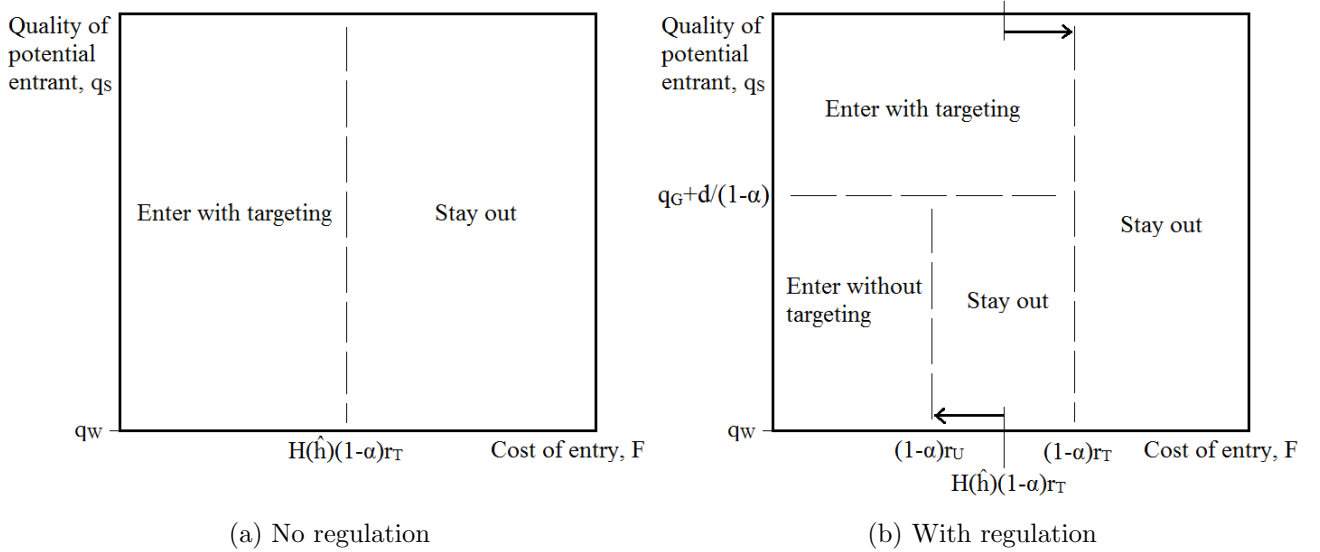 Quality of
potential
entrant, qS
Enter with targeting
Stay out
qW
H(ĥ)(1-α)rT
Cost of entry, F
(a) No regulation
Quality of
potential
entrant, qS
Enter with targeting
qG+d/(1-α)
Stay out
Enter without
targeting
Stay out
qW
(1-α)rU
(1-α)rT
Cost of entry, F
H(ĥ)(1-α)rT
(b) With regulation